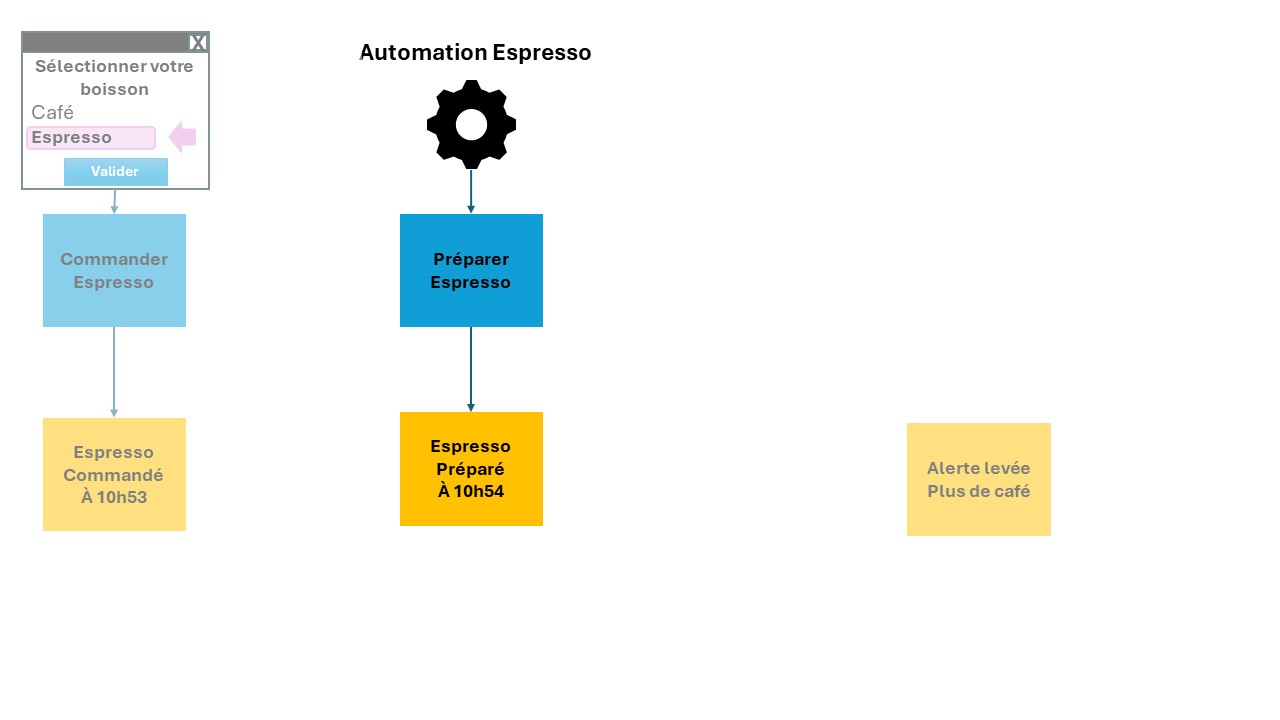 X
Sélectionner votre
boisson
Café
Espresso
Valider
Commander
Espresso
Espresso
Commandé
À 10h53
Automation Espresso
Préparer
Espresso
Espresso
Préparé
À 10h54
Alerte levée
Plus de café